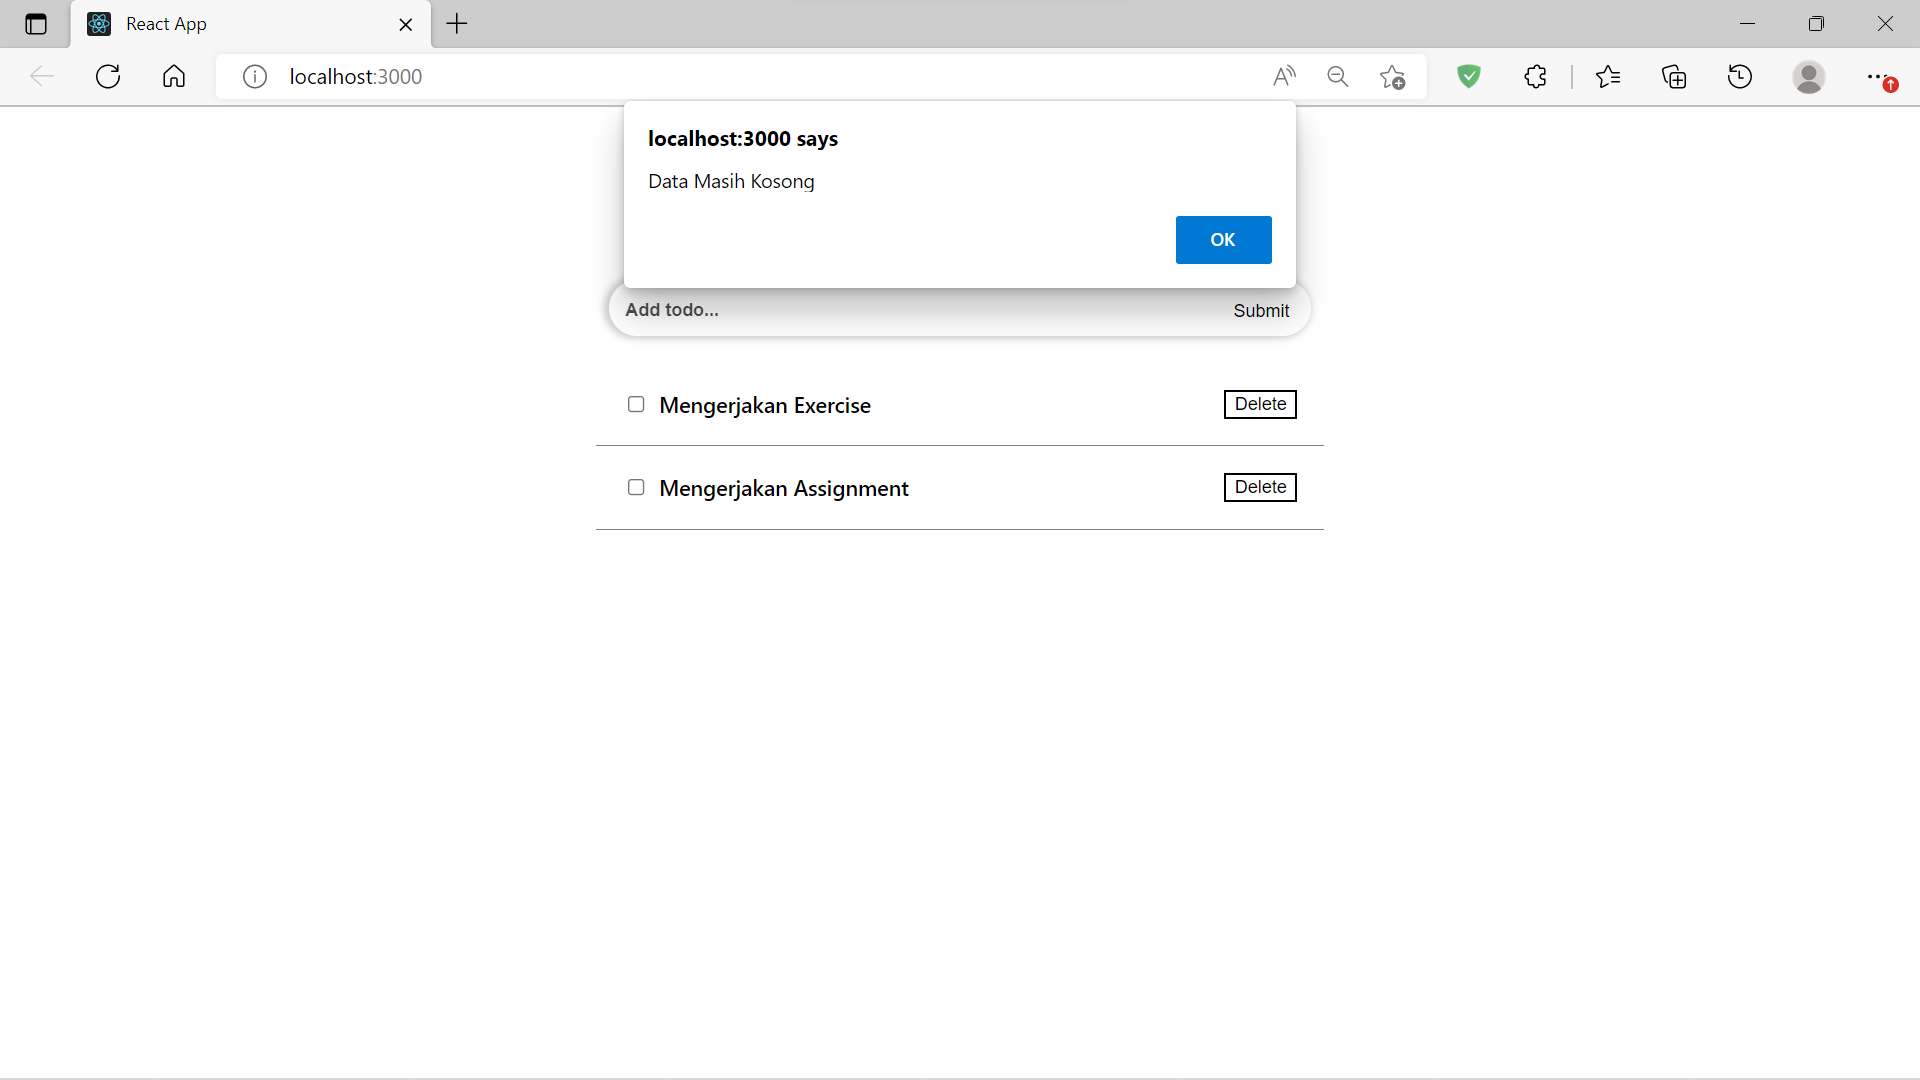 React App
localhost:3000
localhost:3000 says
Data Masih Kosong
OK
Add todo...
Submit
Mengerjakan Exercise
Delete
Mengerjakan Assignment
Delete